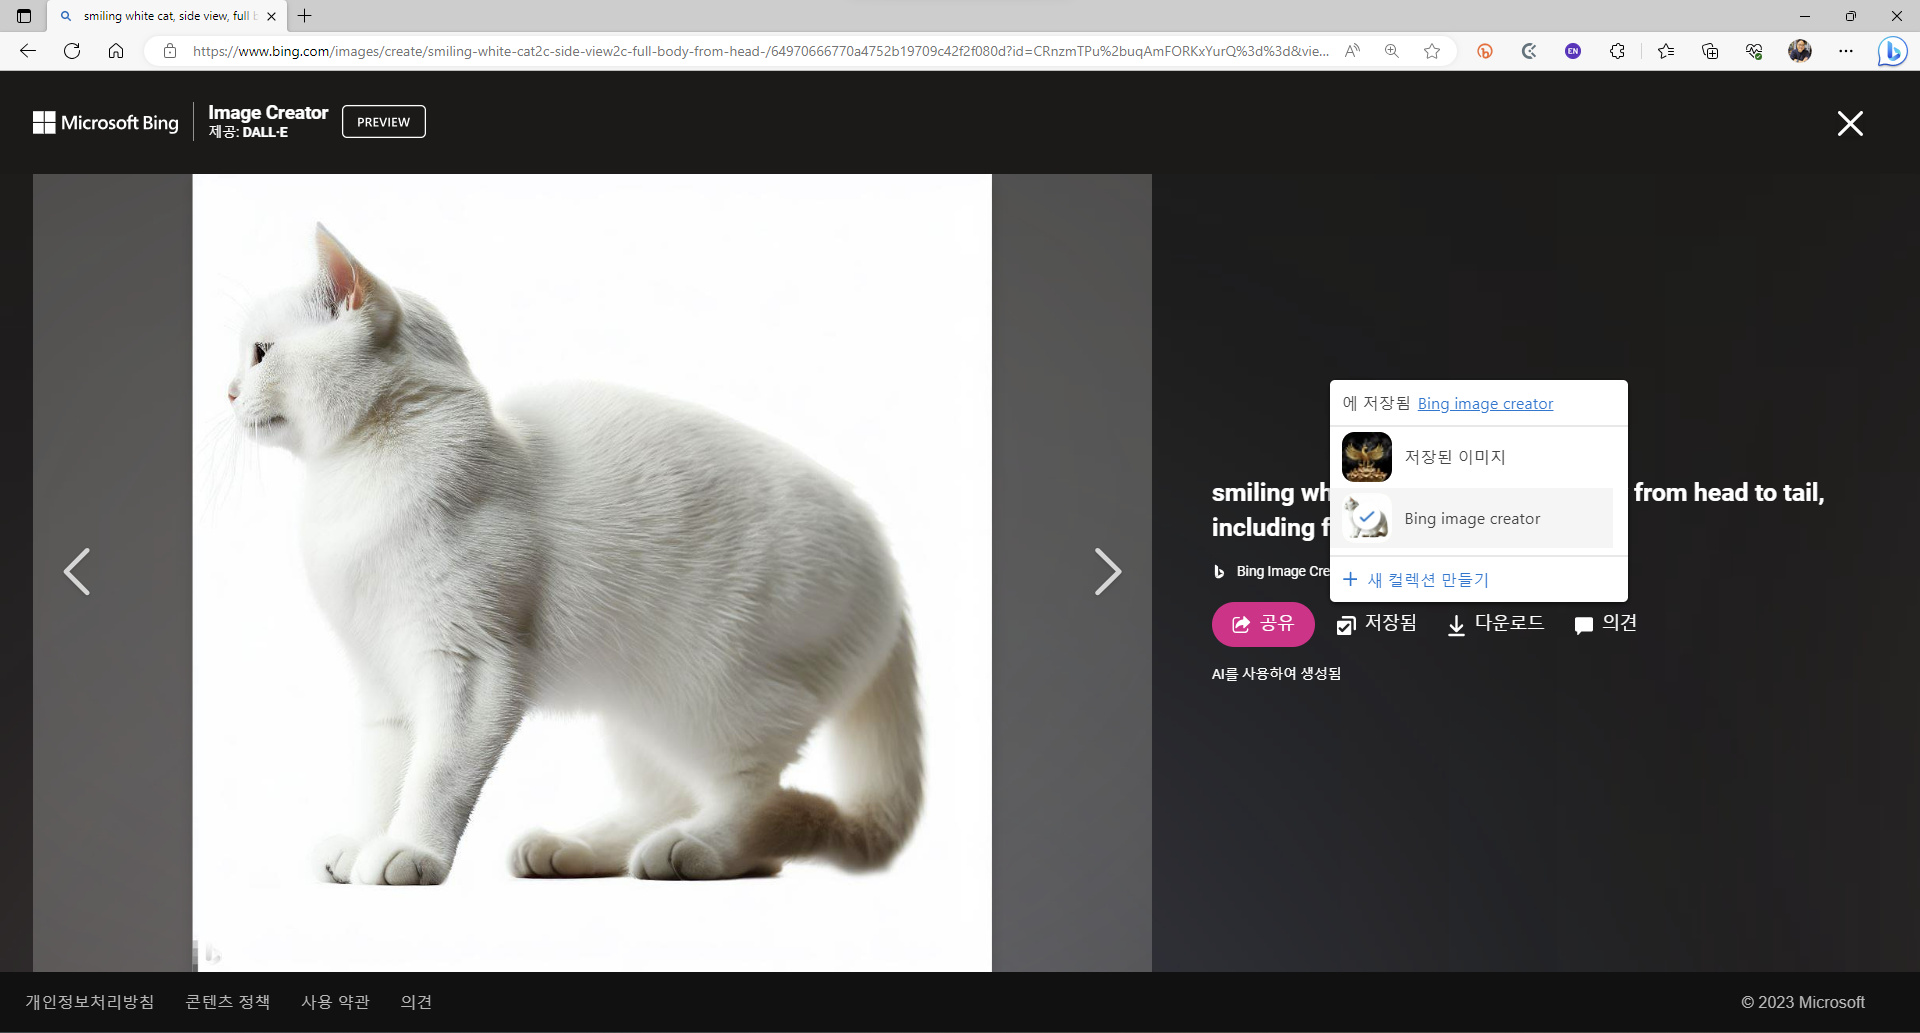 smiling white cat, side view, full b
https://www.bing.com/images/create/smiling-white-cat2c-side-view2c-full-body-from-head-/64970666770a4752b19709c42f2f080d?id=CRnzmTPu%2buqAmFORKxYurQ%3d%3d&vie...
EN
Microsoft Bing
Image Creator
제공: DALL·E
PREVIEW
에 저장됨 Bing image creator
저장된 이미지
Bing image creator
새 컬렉션 만들기
smiling wh from head to tail,
including f
Bing Image Cre
공유 저장됨 다운로드 의견
AI를 사용하여 생성됨
개인정보처리방침 콘텐츠 정책 사용 약관 의견
© 2023 Microsoft